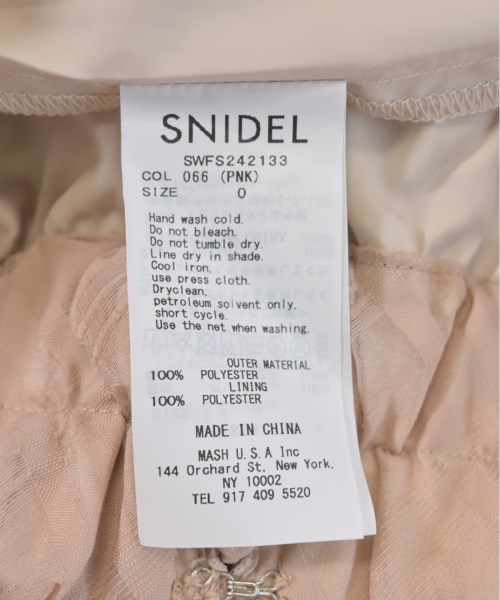 SNIDEL
SWFS242133
COL 066 (PNK)
SIZE 0
Hand wash cold.
Do not bleach.
Do not tumble dry.
Line dry in shade.
Cool iron.
use press cloth.
Dryclean.
petroleum solvent only.
short cycle.
Use the net when washing.
OUTER MATERIAL
100% POLYESTER
LINING
100% POLYESTER
MADE IN CHINA
MASH U.S.A Inc
144 Orchard St. New York.
NY 10002
TEL 917 409 5520